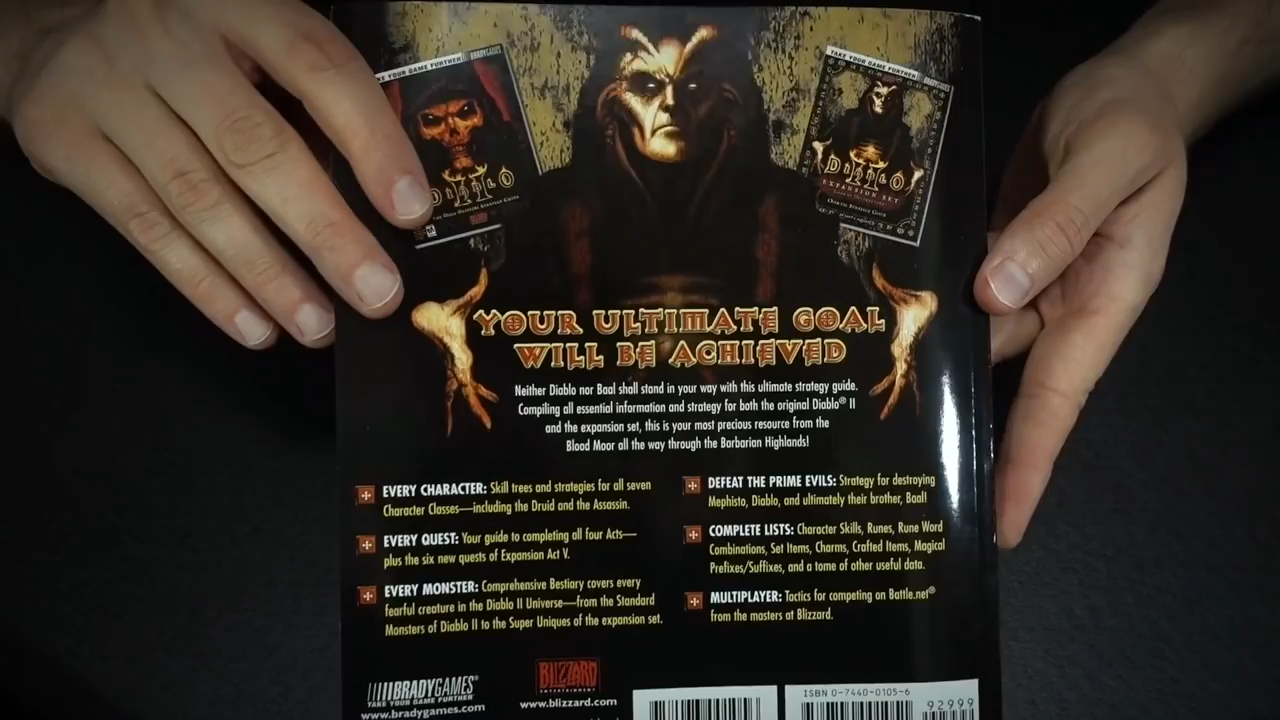 TAKE YOUR GAME FURTHER
BRADYGAMES
DIABLO
II
TAKE YOUR GAME FURTHER
BRADYGAMES
DIABLO
II
EXPANSION SET
YOUR ULTIMATE GOAL
WILL BE ACHIEVED
Neither Diablo nor Baal shall stand in your way with this ultimate strategy guide.
Compiling all essential information and strategy for both the original Diablo® II
and the expansion set, this is your most precious resource from the
Blood Moor all the way through the Barbarian Highlands!
EVERY CHARACTER: Skill trees and strategies for all seven
Character Classes—including the Druid and the Assassin.
EVERY QUEST: Your guide to completing all four Acts—
plus the six new quests of Expansion Act V.
EVERY MONSTER: Comprehensive Bestiary covers every
fearful creature in the Diablo II Universe—from the Standard
Monsters of Diablo II to the Super Uniques of the expansion set.
DEFEAT THE PRIME EVILS: Strategy for destroying
Mephisto, Diablo, and ultimately their brother, Baal!
COMPLETE LISTS: Character Skills, Runes, Rune Word
Combinations, Set Items, Charms, Crafted Items, Magical
Prefixes/Suffixes, and a tome of other useful data.
MULTIPLAYER: Tactics for competing on Battle.net®
from the masters at Blizzard.
BRADYGAMES®
TAKE YOUR GAME FURTHER
www.bradygames.com
BLIZZARD
ENTERTAINMENT
www.blizzard.com
ISBN 0-7440-0105-6
92999